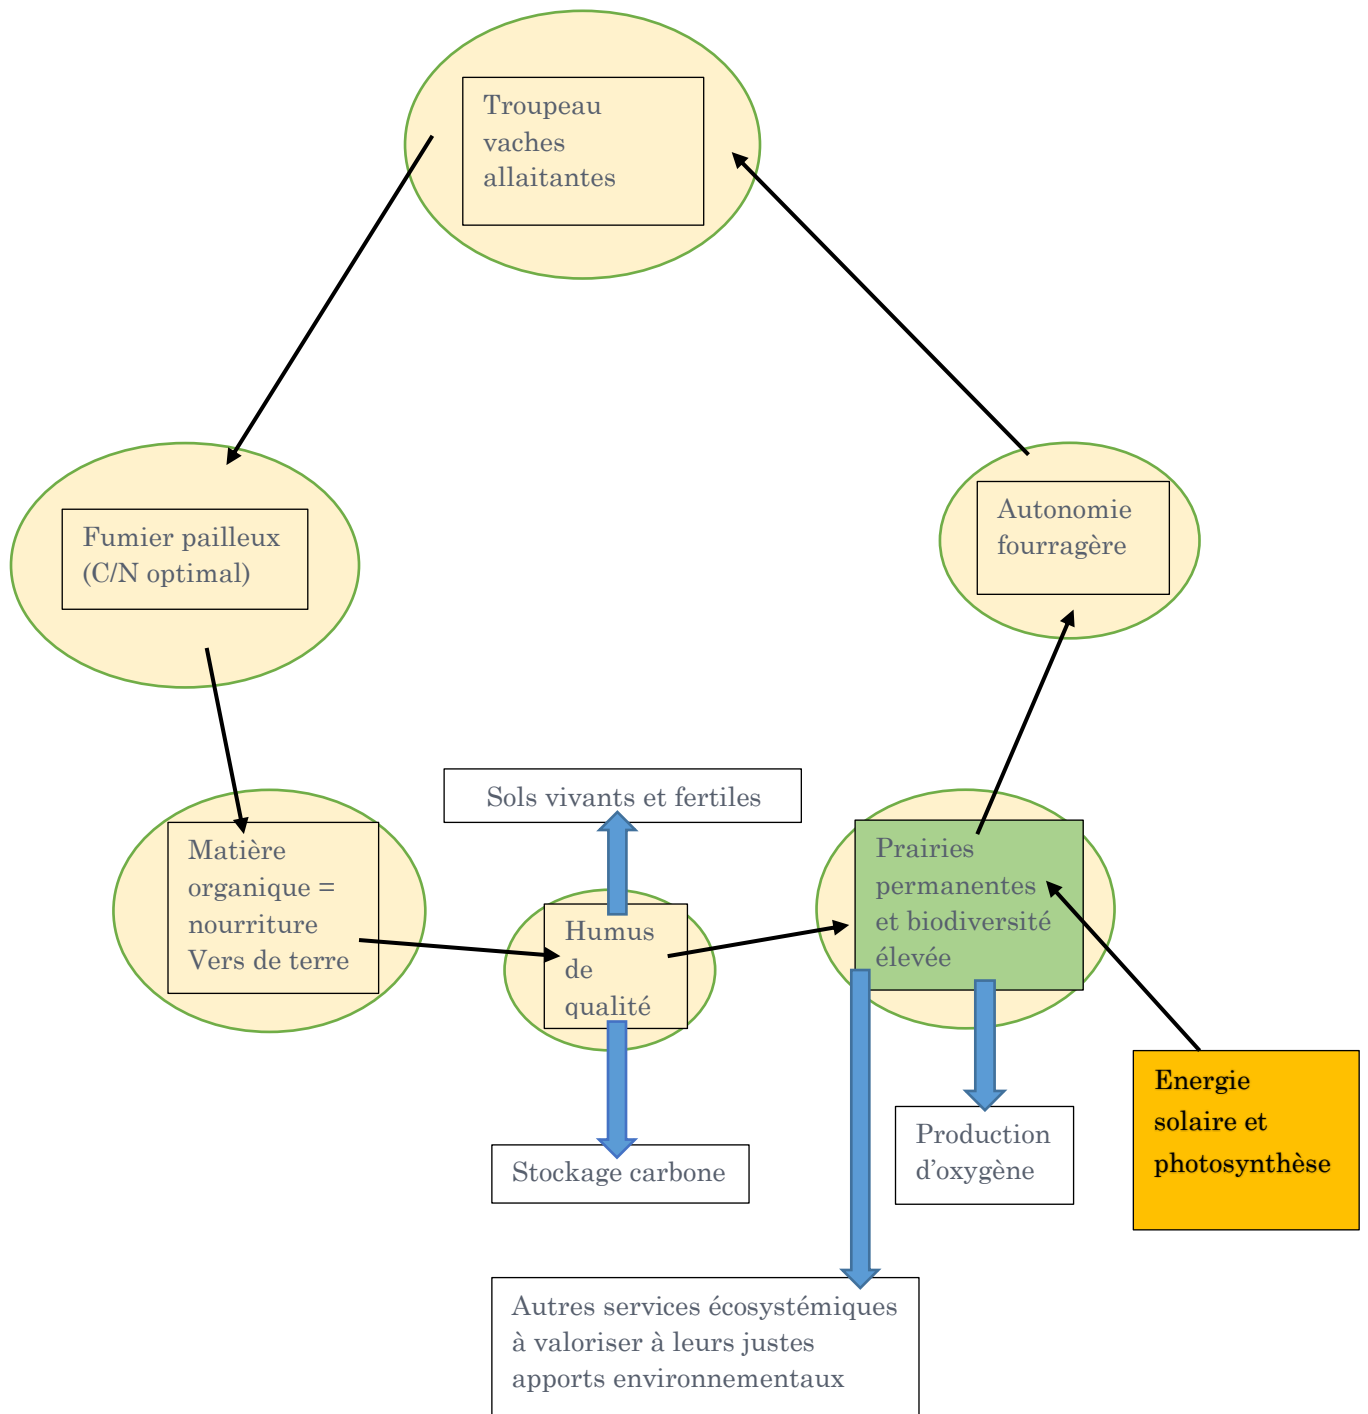 Troupeau
vaches
allaitantes
Fumier pailleux
(C/N optimal)
Autonomie
fourragère
Sols vivants et fertiles
Matière
organique =
nourriture
Vers de terre
Humus
de
qualité
Prairies
permanentes
et biodiversité
élevée
Energie
solaire et
photosynthèse
Production
d'oxygène
Stockage carbone
Autres services écosystémiques
à valoriser à leurs justes
apports environnementaux